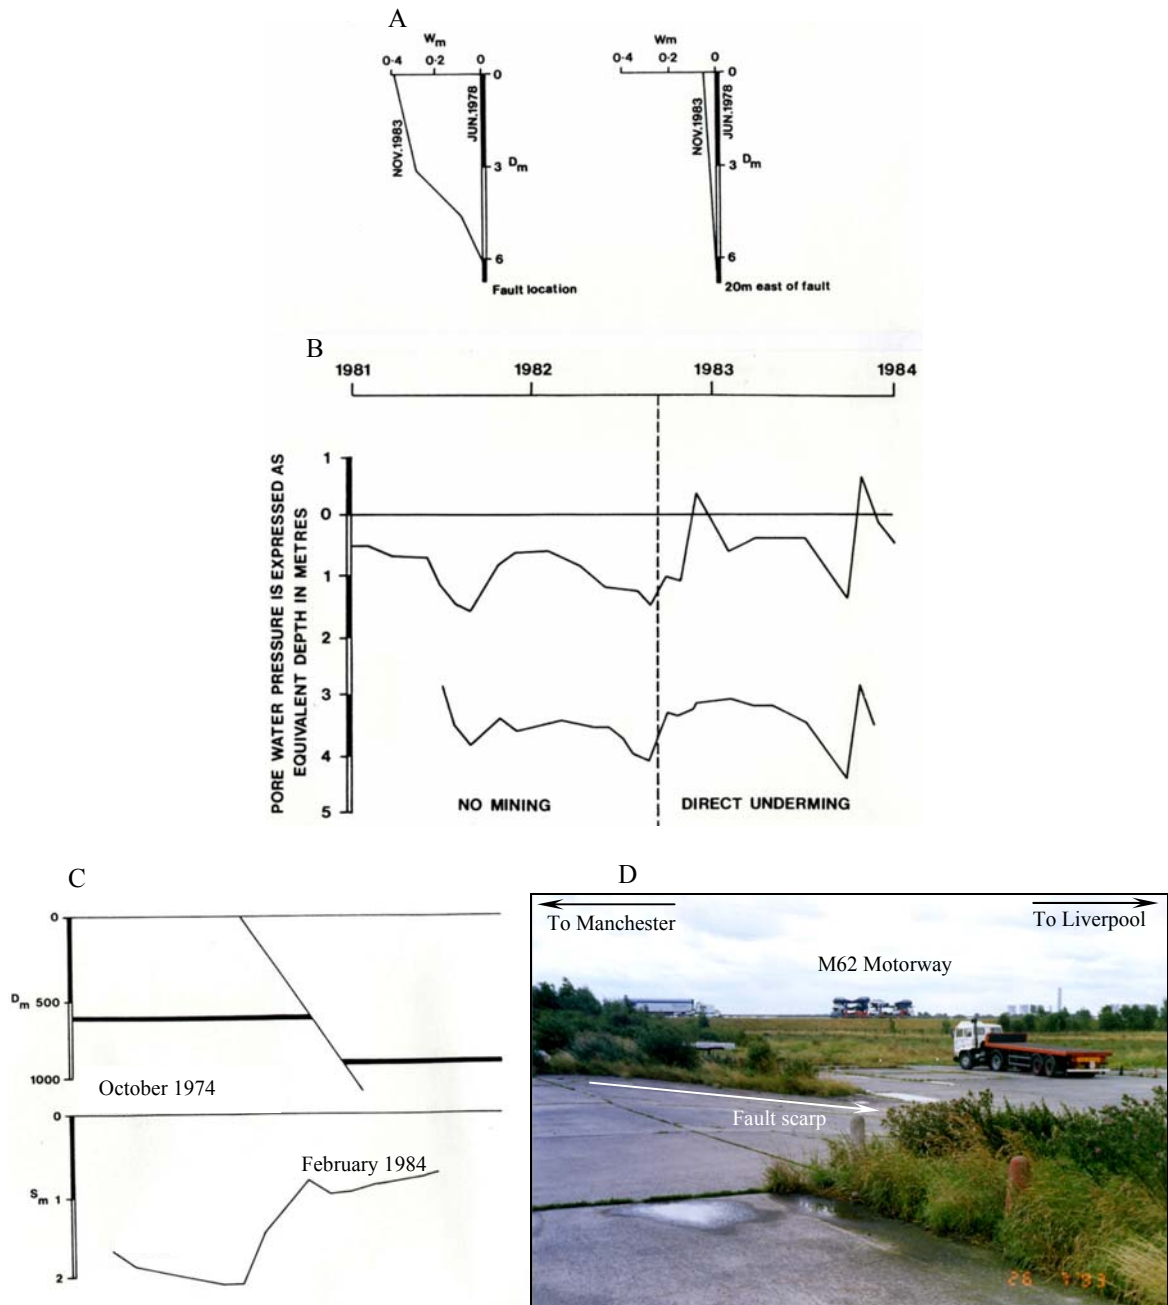 A
Wm
0·4 0·2 0
0
JUN.1978
NOV.1983
3 Dm
6
Fault location
Wm
0·4 0·2 0
0
JUN.1978
NOV.1983
3 Dm
6
20m east of fault
B
1981 1982 1983 1984
PORE WATER PRESSURE IS EXPRESSED AS
EQUIVALENT DEPTH IN METRES
1
0
1
2
3
4
5
NO MINING DIRECT UNDERMING
C
0
Dm 500
1000
October 1974
0
February 1984
Sm 1
2
D
To Manchester To Liverpool
M62 Motorway
Fault scarp